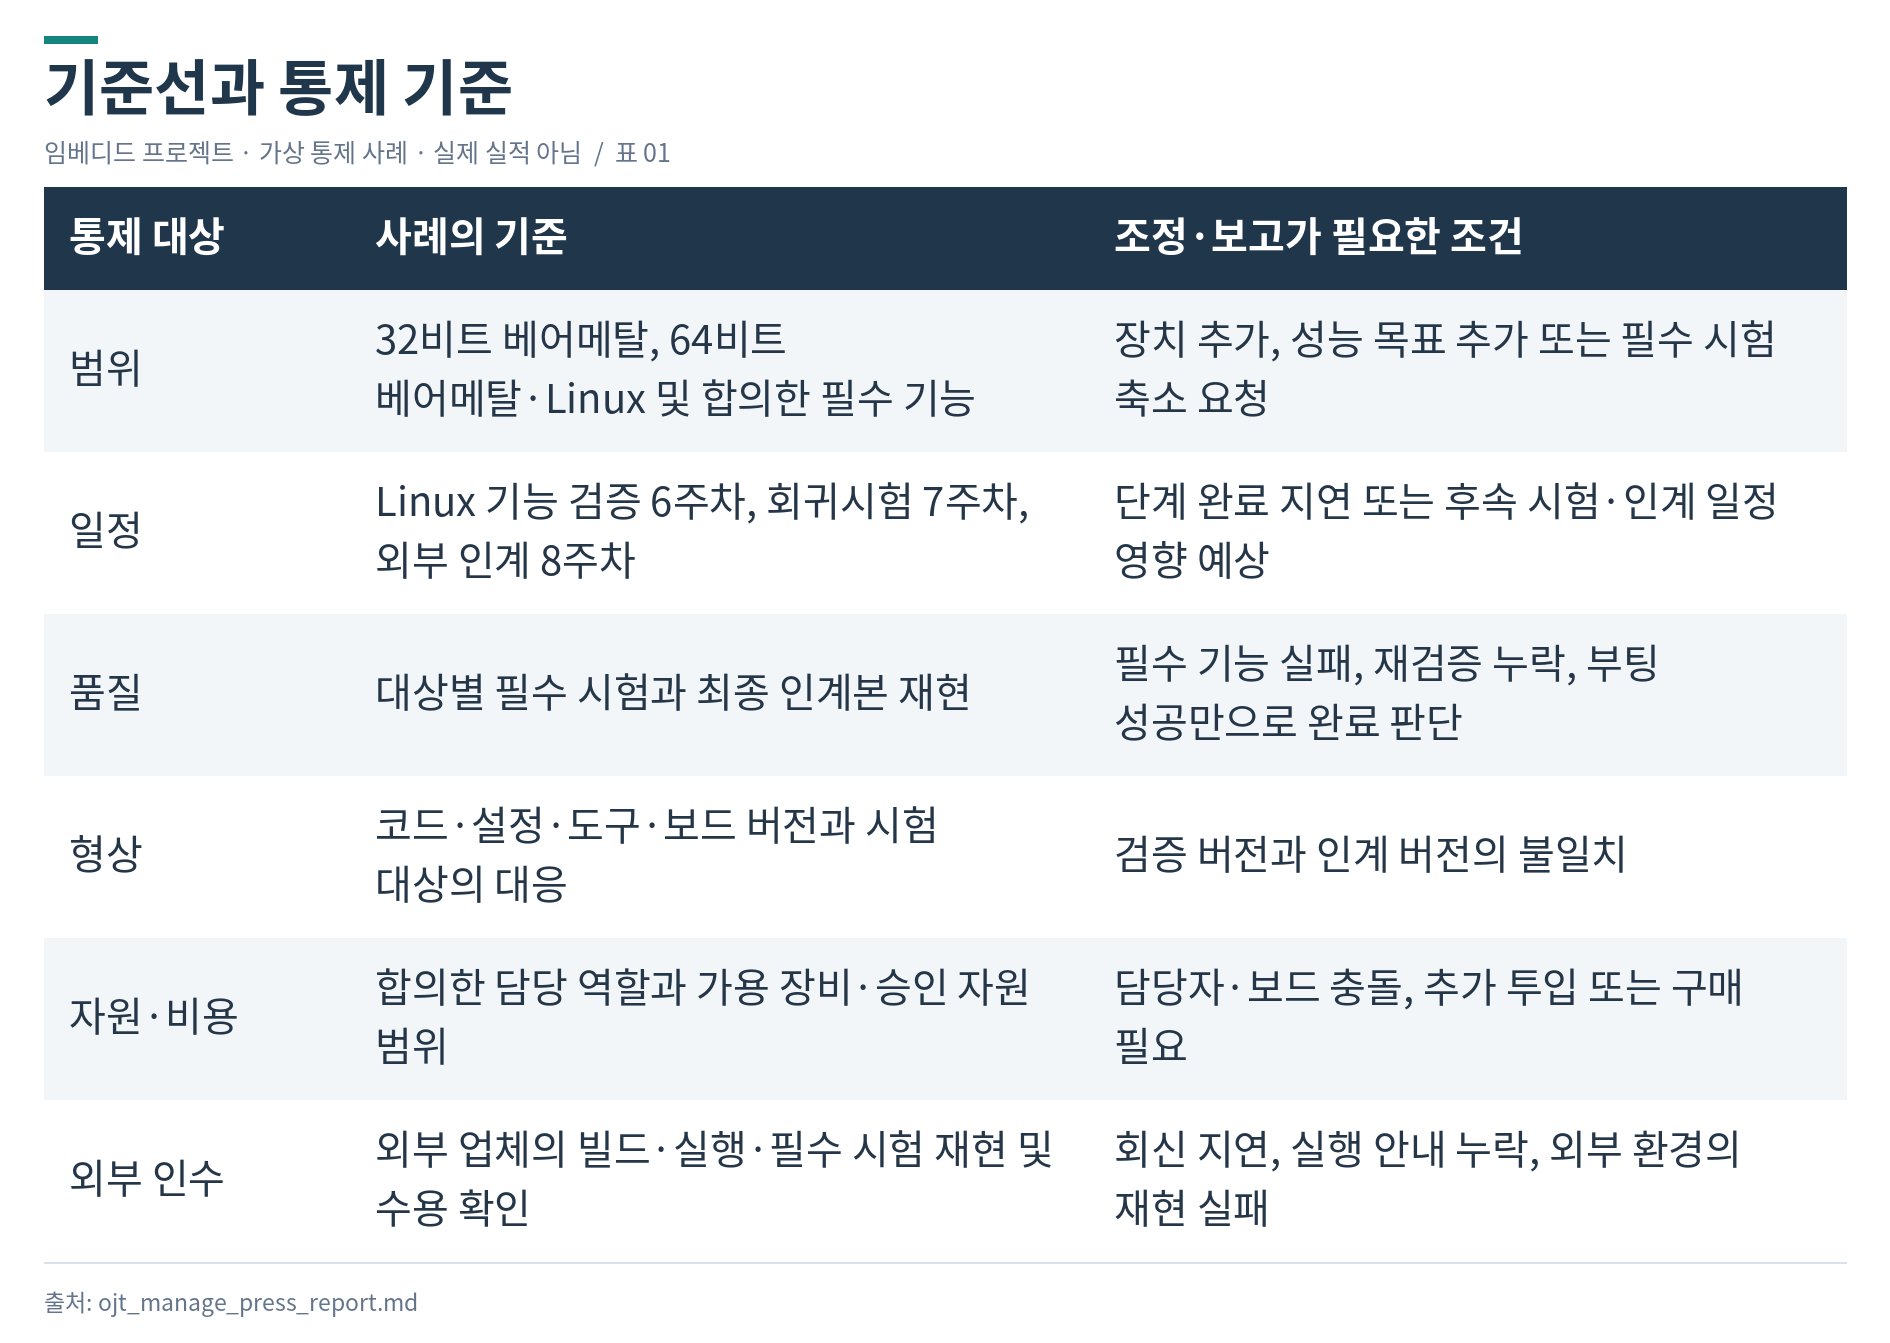 기준선과 통제 기준
임베디드 프로젝트 · 가상 통제 사례 · 실제 실적 아님 / 표 01
통제 대상
사례의 기준
조정·보고가 필요한 조건
범위
32비트 베어메탈, 64비트
베어메탈·Linux 및 합의한 필수 기능
장치 추가, 성능 목표 추가 또는 필수 시험
축소 요청
일정
Linux 기능 검증 6주차, 회귀시험 7주차,
외부 인계 8주차
단계 완료 지연 또는 후속 시험·인계 일정
영향 예상
품질
대상별 필수 시험과 최종 인계본 재현
필수 기능 실패, 재검증 누락, 부팅
성공만으로 완료 판단
형상
코드·설정·도구·보드 버전과 시험
대상의 대응
검증 버전과 인계 버전의 불일치
자원·비용
합의한 담당 역할과 가용 장비·승인 자원
범위
담당자·보드 충돌, 추가 투입 또는 구매
필요
외부 인수
외부 업체의 빌드·실행·필수 시험 재현 및
수용 확인
회신 지연, 실행 안내 누락, 외부 환경의
재현 실패
출처: ojt_manage_press_report.md